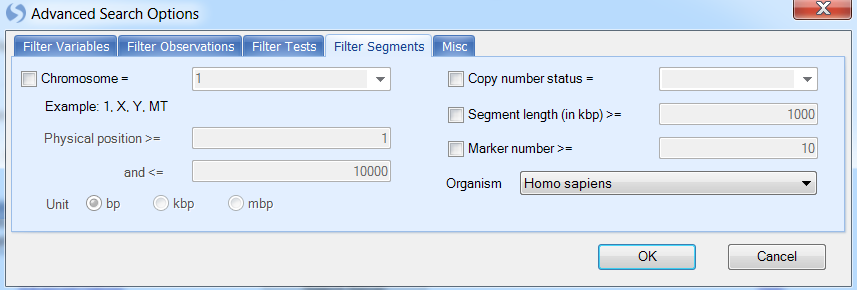 Advanced Search Options
Filter Variables Filter Observations Filter Tests Filter Segments Misc
Chromosome = 1
Example: 1, X, Y, MT
Physical position >= 1
and <= 10000
Unit bp kbp mbp
Copy number status =
Segment length (in kbp) >= 1000
Marker number >= 10
Organism Homo sapiens
OK Cancel